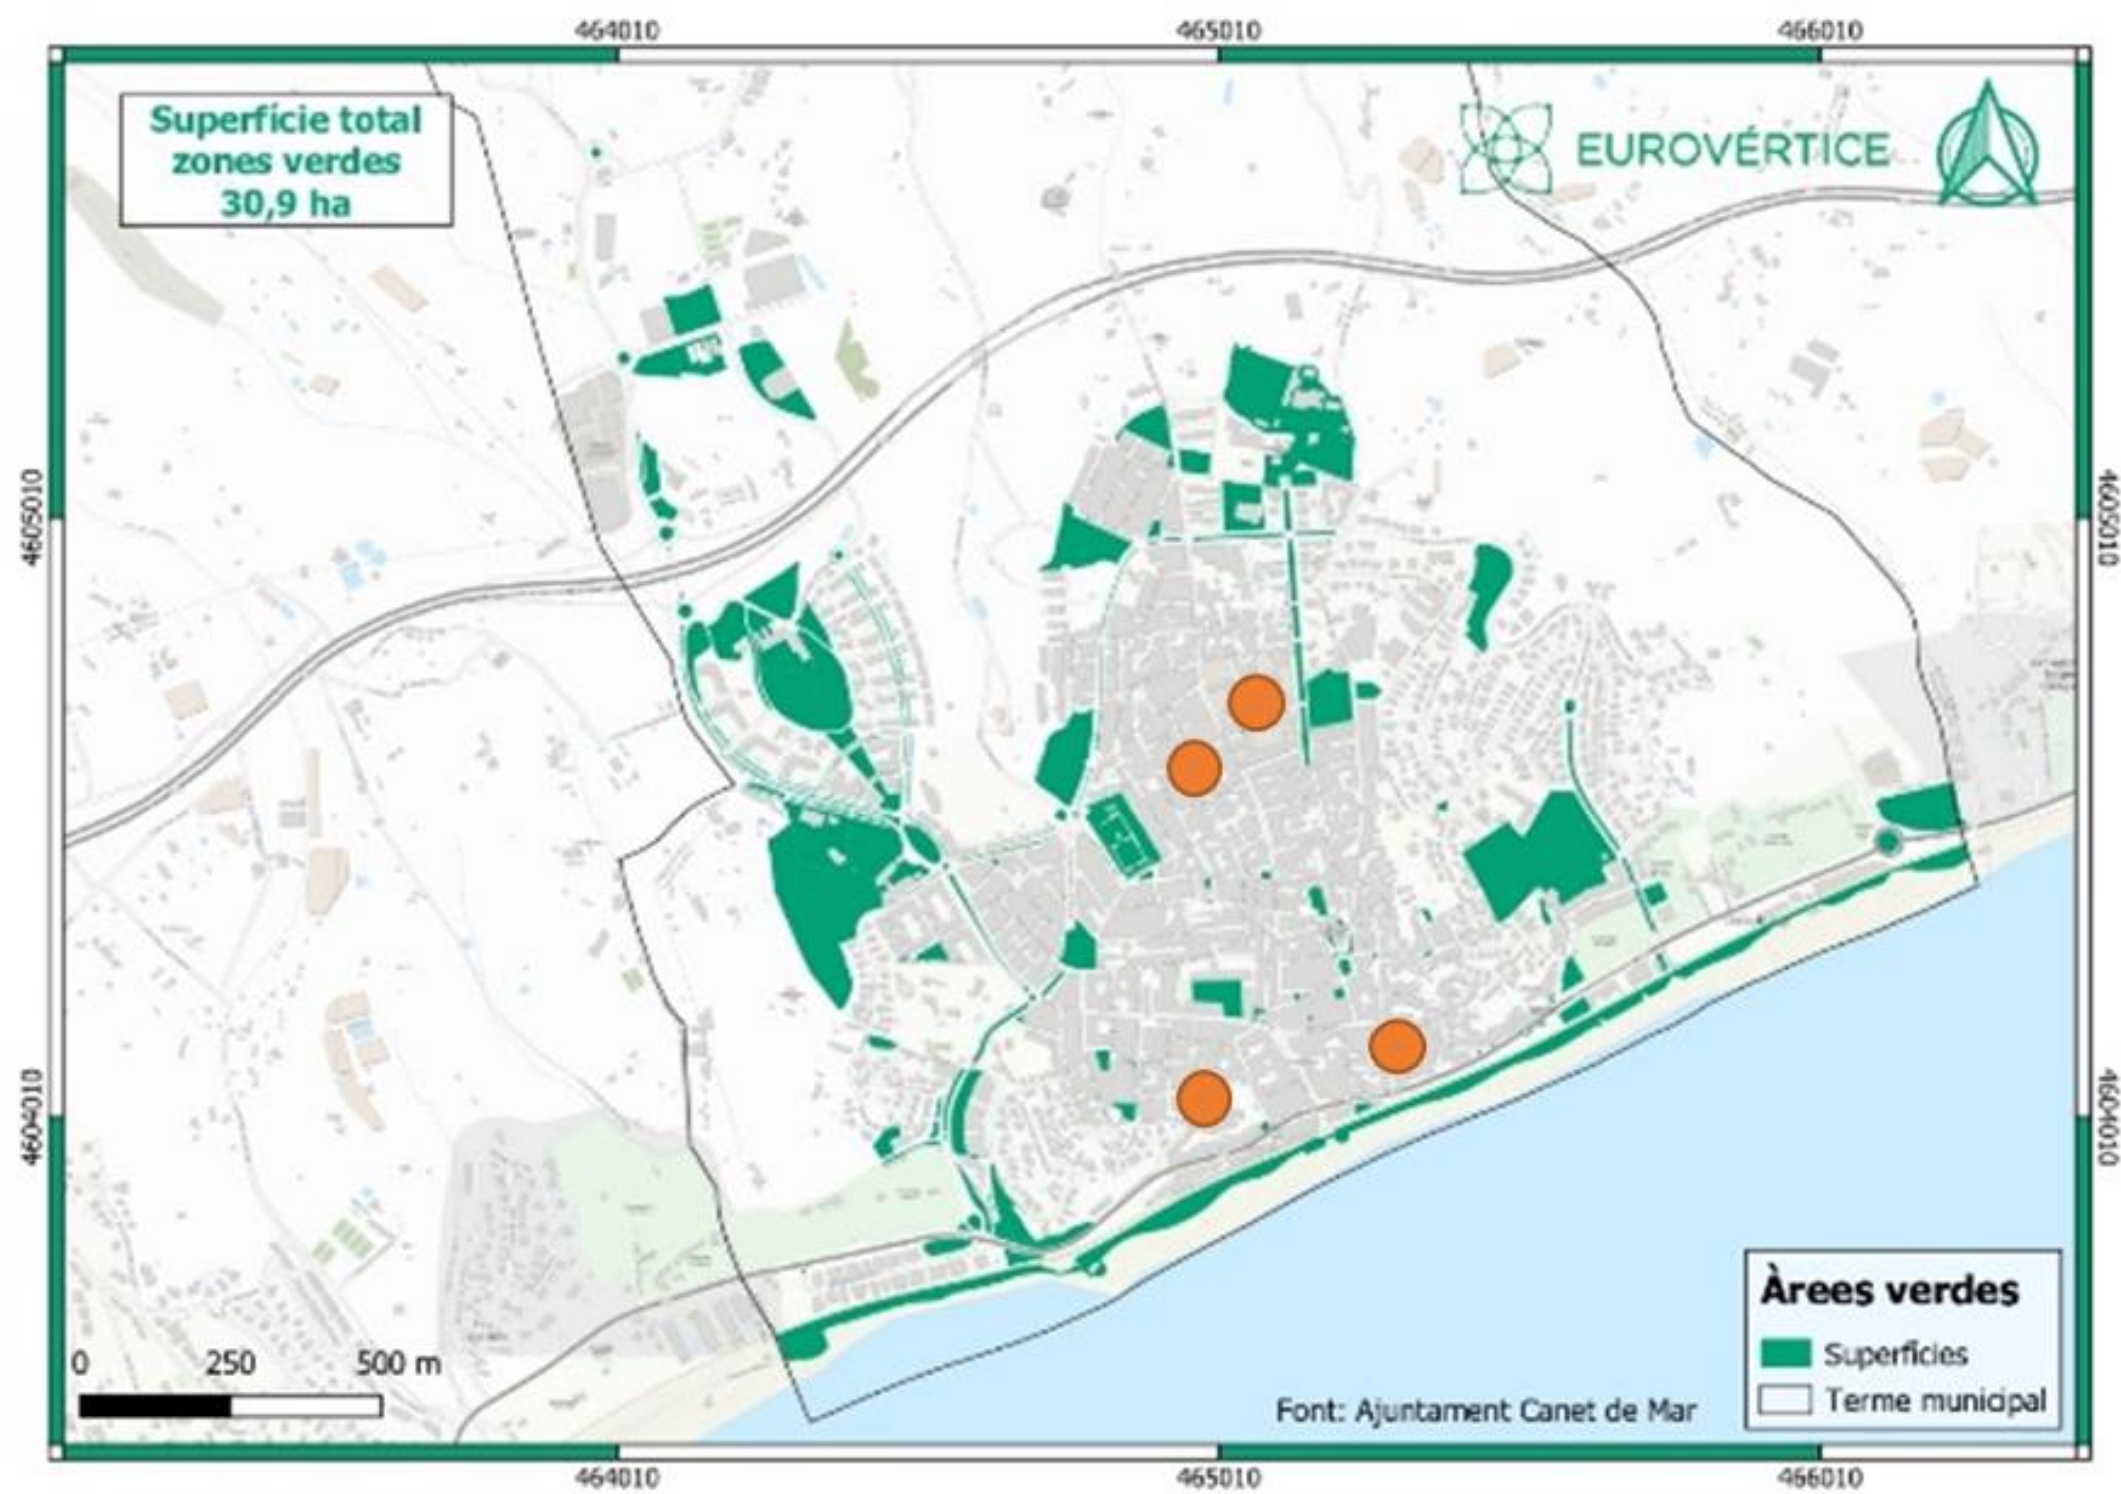 464010
465010
466010
Superfície total
zones verdes
30,9 ha
EUROVÉRTICE
4605010
4605010
4604010
4604010
0 250 500 m
Font: Ajuntament Canet de Mar
Àrees verdes
Superfícies
Terme municipal
464010
465010
466010